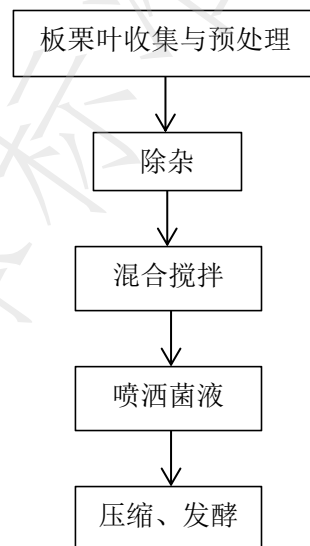 板栗叶收集与预处理
除杂
混合搅拌
喷洒菌液
压缩、发酵